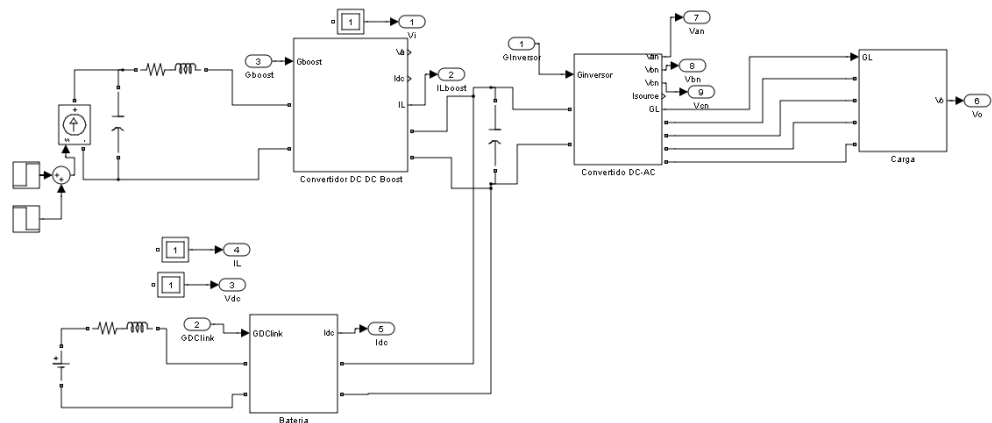 1
1
Vi
3
Gboost
Gboost
Va
Idc
IL
2
ILboost
Convertidor DC DC Boost
1
GInversor
Ginversor
Van
Vbn
Vcn
Isource
GL
Convertido DC-AC
7
Van
8
Vbn
9
Vcn
GL
Vo
Carga
6
Vo
1
4
IL
1
3
Vdc
2
GDClink
GDClink
Idc
5
Idc
Bateria